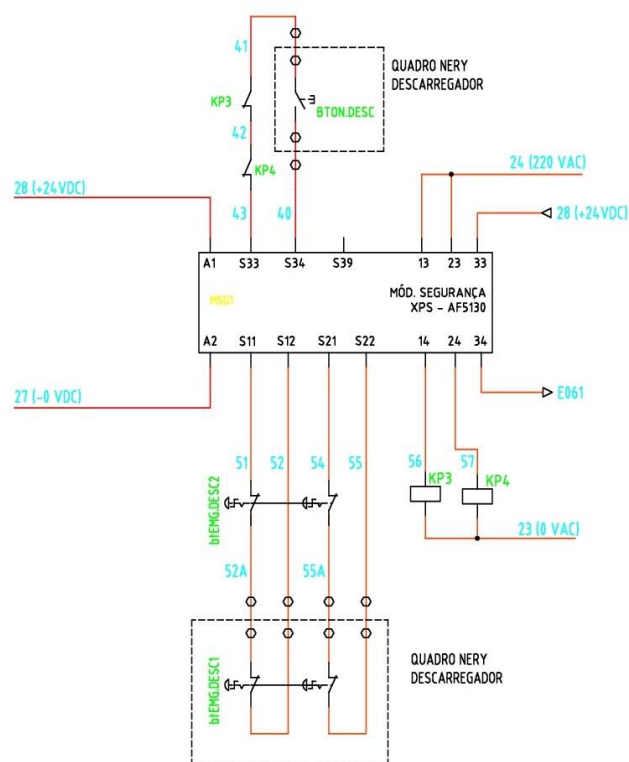 41
QUADRO NERY
DESCARREGADOR
KP3
BTON.DESC
42
KP4
24 (220 VAC)
28 (+24VDC)
43
40
28 (+24VDC)
A1
S33
S34
S39
13
23
33
MSG1
MÓD. SEGURANÇA
XPS - AF5130
A2
S11
S12
S21
S22
14
24
34
27 (-0 VDC)
E061
51
52
54
55
56
57
KP3
KP4
btEMG.DESC2
23 (0 VAC)
52A
55A
QUADRO NERY
DESCARREGADOR
btEMG.DESC1